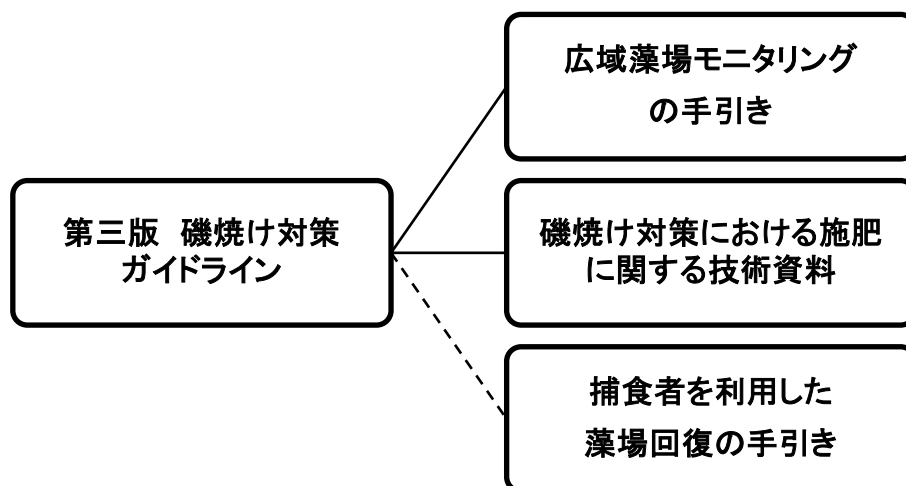 広域藻場モニタリング
の手引き
第三版 磯焼け対策
ガイドライン
磯焼け対策における施肥
に関する技術資料
捕食者を利用した
藻場回復の手引き